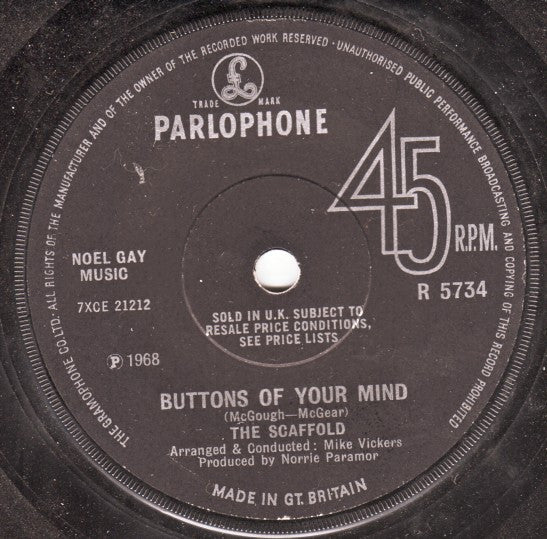 THE GRAMOPHONE CO. LTD. ALL RIGHTS OF THE MANUFACTURER AND OF THE OWNER OF THE RECORDED WORK RESERVED · UNAUTHORISED PUBLIC PERFORMANCE BROADCASTING AND COPYING OF THIS RECORD PROHIBITED
£
TRADE MARK
PARLOPHONE
45 R.P.M.
NOEL GAY
MUSIC
7XCE 21212
R 5734
SOLD IN U.K. SUBJECT TO
RESALE PRICE CONDITIONS,
SEE PRICE LISTS
℗ 1968
BUTTONS OF YOUR MIND
(McGough—McGear)
THE SCAFFOLD
Arranged & Conducted: Mike Vickers
Produced by Norrie Paramor
MADE IN GT. BRITAIN